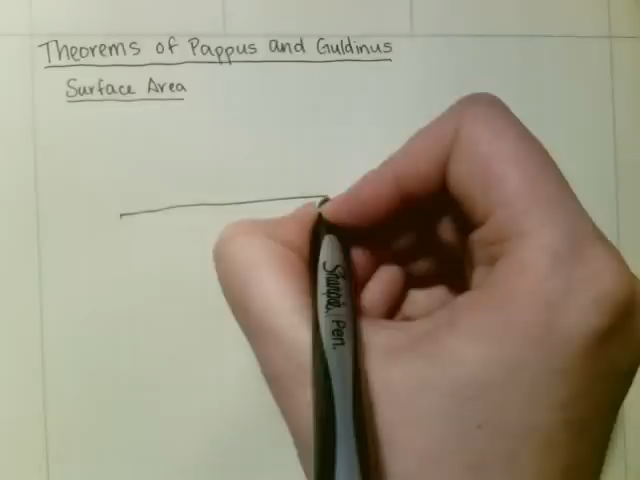 Theorems of Pappus and Guldinus
Surface Area
Sharpie. Pen.